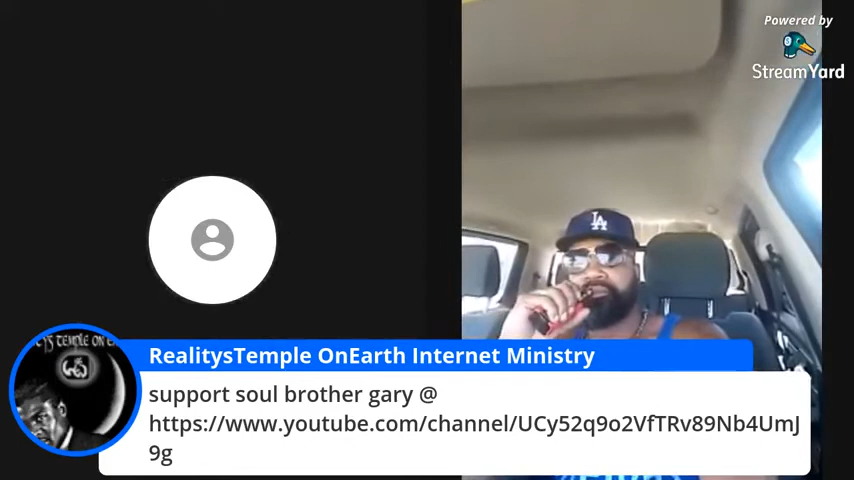 Powered by
StreamYard
LA
RealitysTemple OnEarth Internet Ministry
support soul brother gary @
https://www.youtube.com/channel/UCy52q9o2VfTRv89Nb4UmJ
9g